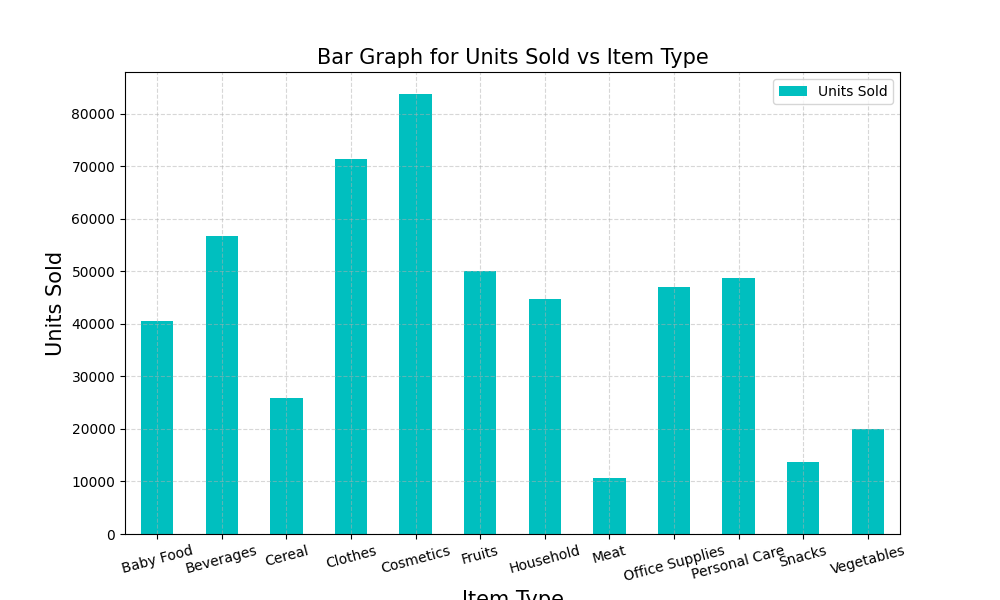 Bar Graph for Units Sold vs Item Type
Units Sold
80000
70000
60000
50000
40000
30000
20000
10000
0
Units Sold
Baby Food
Beverages
Cereal
Clothes
Cosmetics
Fruits
Household
Meat
Office Supplies
Personal Care
Snacks
Vegetables
Item Type